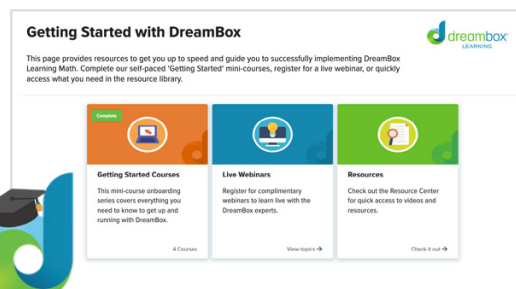 Getting Started with DreamBox
dreambox
LEARNING
This page provides resources to get you up to speed and guide you to successfully implementing DreamBox
Learning Math. Complete our self-paced 'Getting Started' mini-courses, register for a live webinar, or quickly
access what you need in the resource library.
Complete
Getting Started Courses
This mini-course onboarding
series covers everything you
need to know to get up and
running with DreamBox.
4 Courses
Live Webinars
Register for complimentary
webinars to learn live with the
DreamBox experts.
View topics →
Resources
Check out the Resource Center
for quick access to videos and
resources.
Check it out →